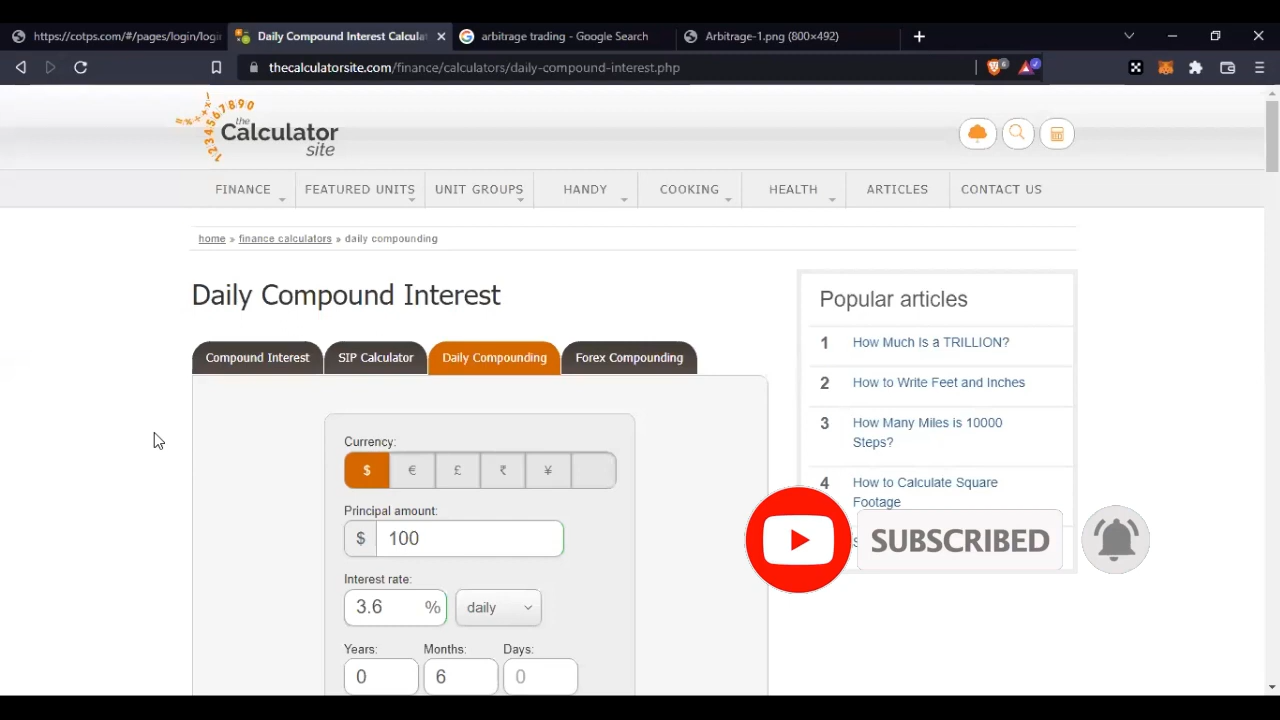 https://cotps.com/#/pages/login/logi
Daily Compound Interest Calcula
arbitrage trading - Google Search
Arbitrage-1.png (800×492)
thecalculatorsite.com/finance/calculators/daily-compound-interest.php
1234567890
the
Calculator
site
FINANCE
FEATURED UNITS
UNIT GROUPS
HANDY
COOKING
HEALTH
ARTICLES
CONTACT US
home » finance calculators » daily compounding
Daily Compound Interest
Compound Interest
SIP Calculator
Daily Compounding
Forex Compounding
Currency:
$
€
£
₹
¥
Principal amount:
$ 100
Interest rate:
3.6 %
daily
Years:
Months:
Days:
0
6
0
Popular articles
1 How Much Is a TRILLION?
2 How to Write Feet and Inches
3 How Many Miles is 10000
Steps?
4 How to Calculate Square
Footage
SUBSCRIBED